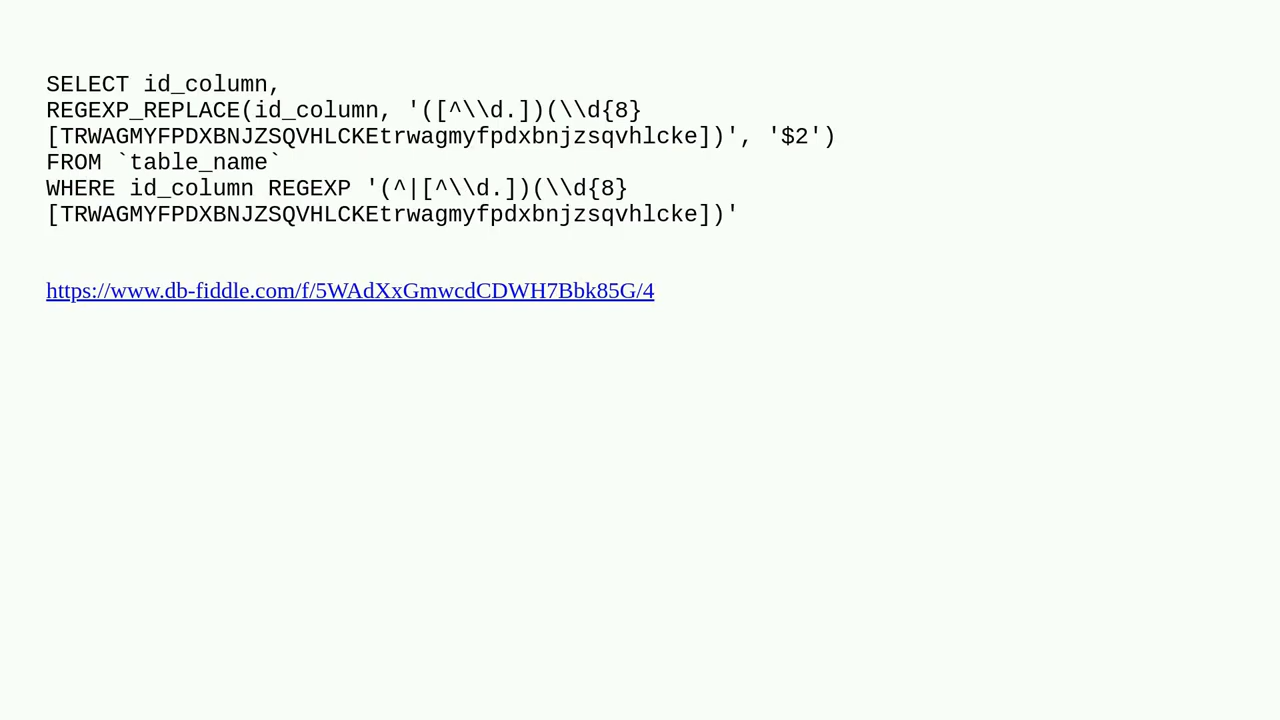 SELECT id_column,
REGEXP_REPLACE(id_column, '([^\\d.])(\\d{8}
[TRWAGMYFPDXBNJZSQVHLCKEtrwagmyfpdxbnjzsqvhlcke])', '$2')
FROM `table_name`
WHERE id_column REGEXP '(^|[^\\d.])(\\d{8}
[TRWAGMYFPDXBNJZSQVHLCKEtrwagmyfpdxbnjzsqvhlcke])'
https://www.db-fiddle.com/f/5WAdXxGmwcdCDWH7Bbk85G/4